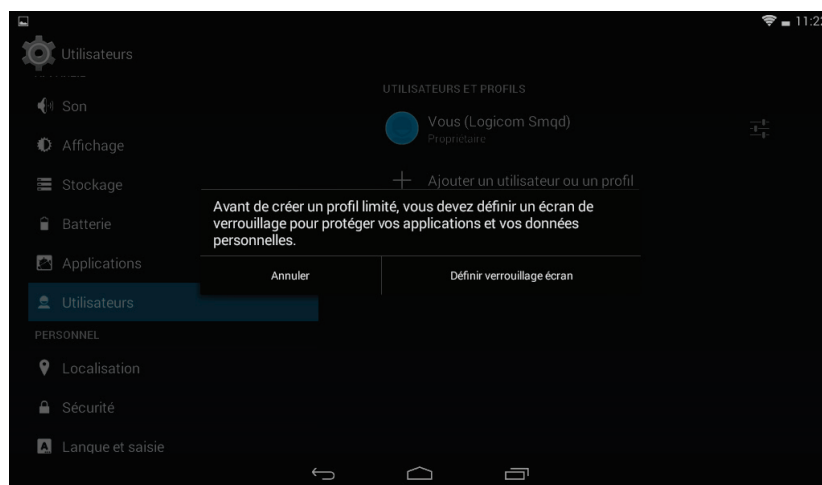 11:22
Utilisateurs
UTILISATEURS ET PROFILS
Son
Vous (Logicom Smqd)
Propriétaire
Affichage
Stockage
Ajouter un utilisateur ou un profil
Avant de créer un profil limité, vous devez définir un écran de
verrouillage pour protéger vos applications et vos données
personnelles.
Batterie
Applications
Annuler
Définir verrouillage écran
Utilisateurs
PERSONNEL
Localisation
Sécurité
Langue et saisie